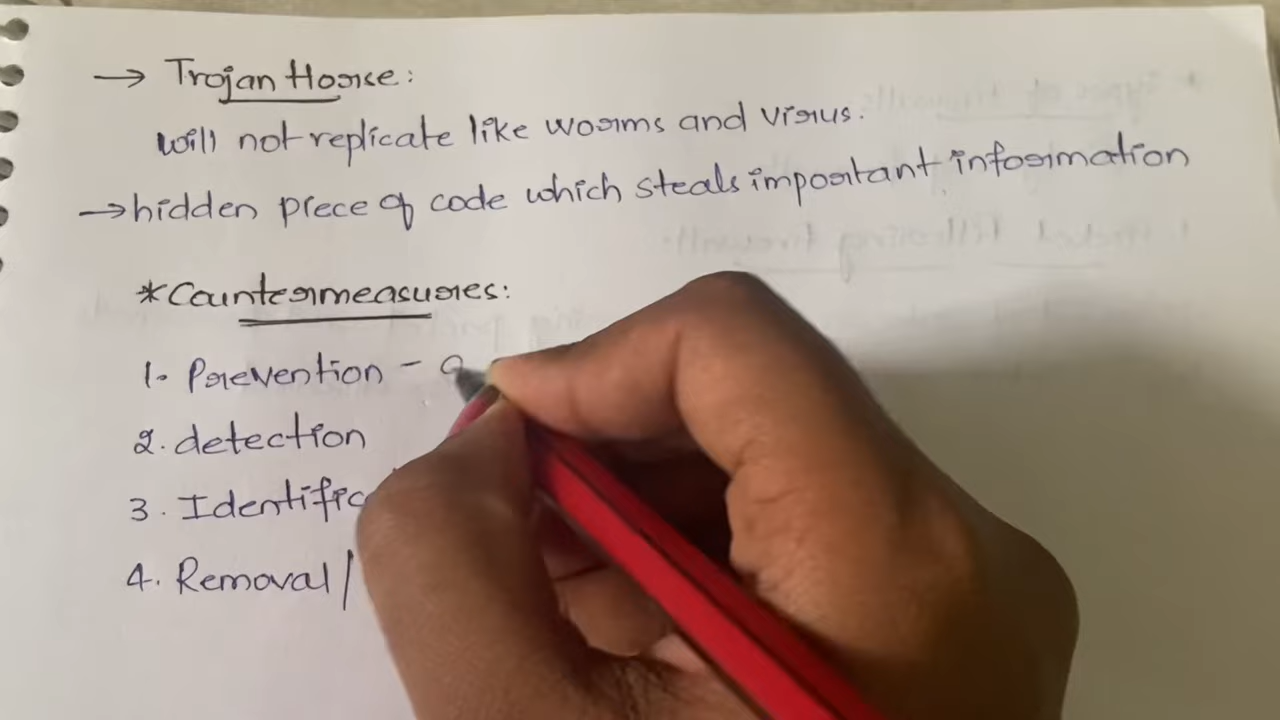 → Trojan Horse:
will not replicate like worms and virus.
→ hidden piece of code which steals important information
* Countermeasures:
1. Prevention -
2. detection
3. Identific
4. Removal /